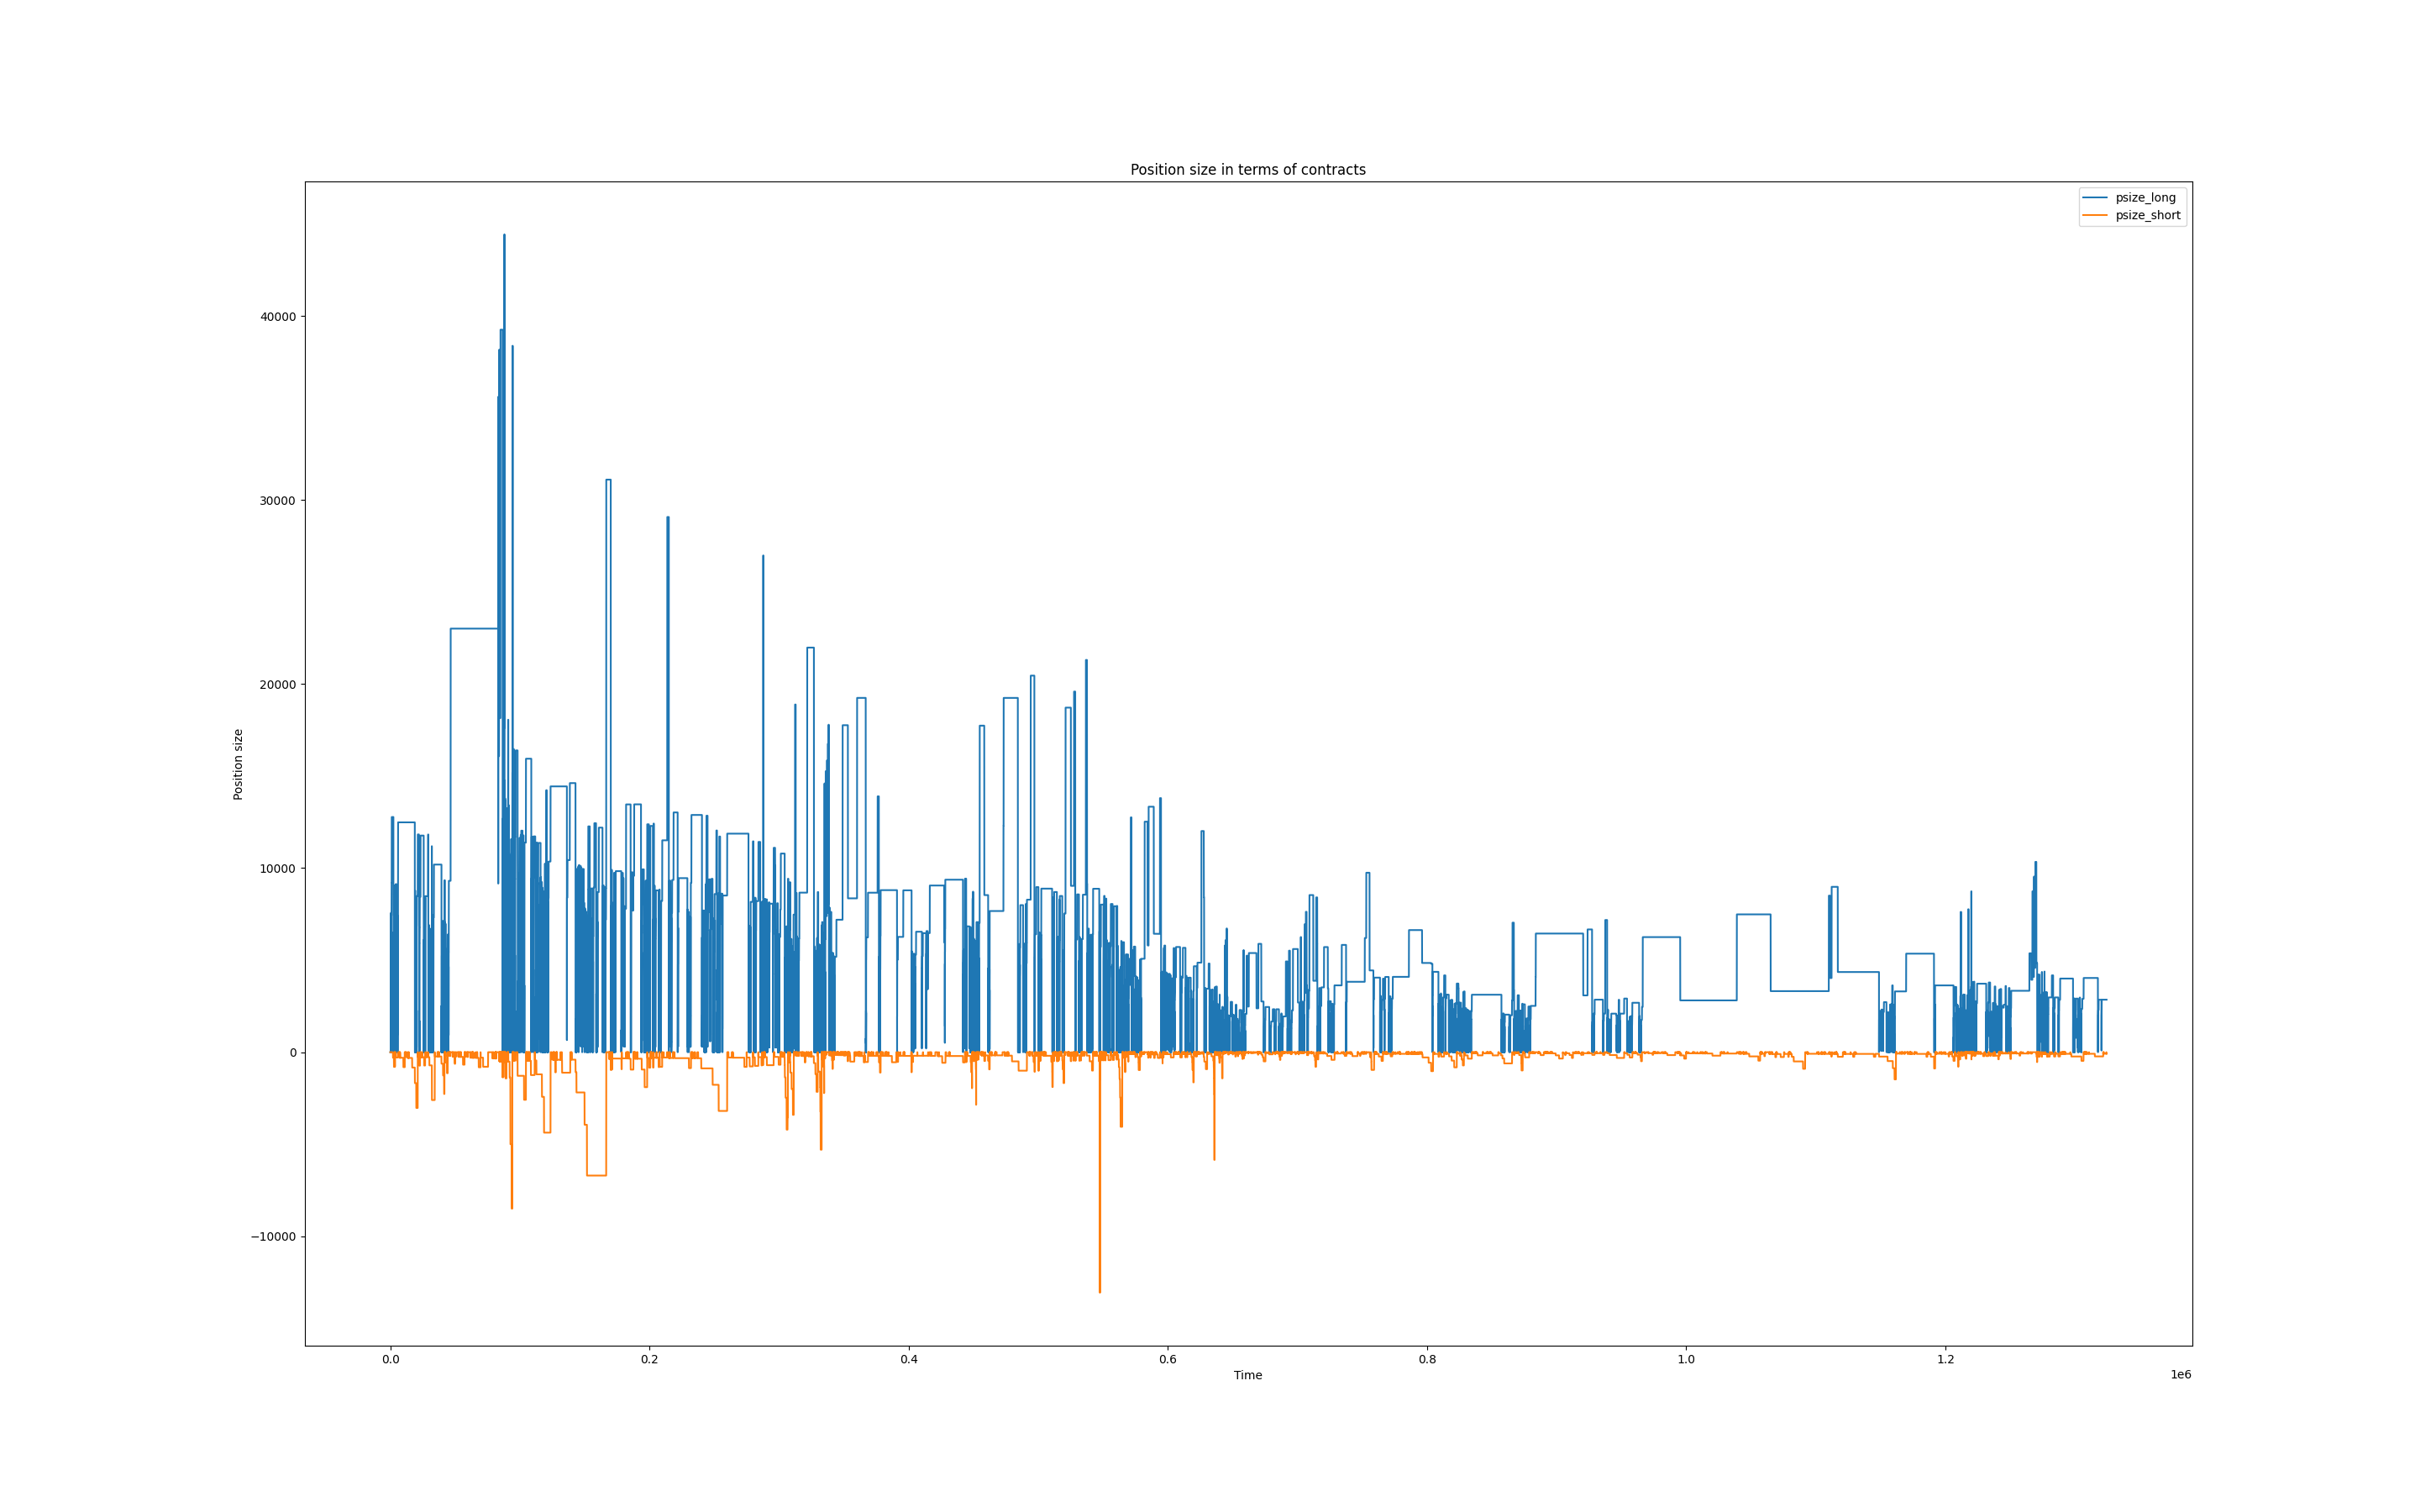 Position size in terms of contracts
psize_long
psize_short
40000
30000
20000
10000
0
−10000
Position size
0.0
0.2
0.4
0.6
0.8
1.0
1.2
1e6
Time